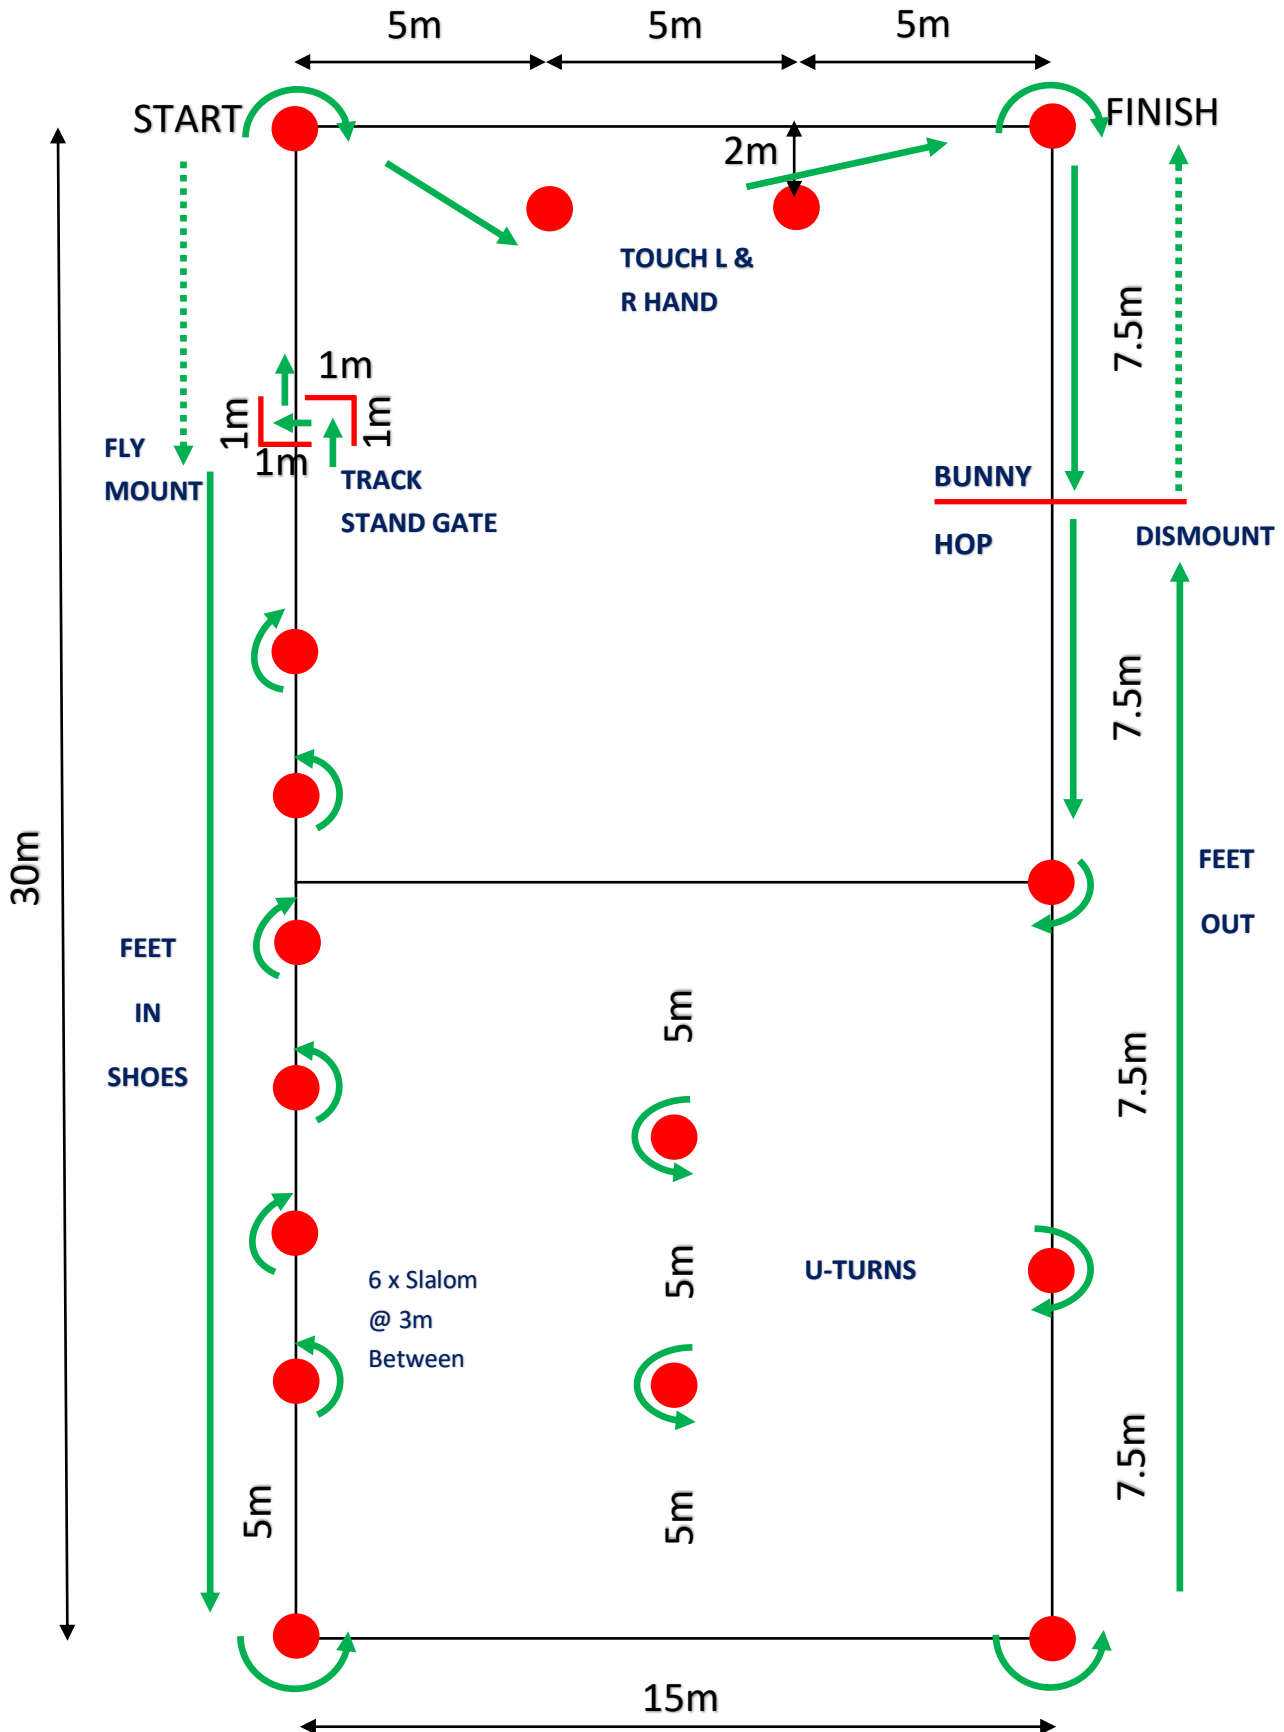 5m
5m
5m
START
FINISH
2m
TOUCH L &
R HAND
7.5m
1m
1m
1m
1m
FLY
MOUNT
TRACK
STAND GATE
BUNNY
HOP
DISMOUNT
7.5m
30m
FEET
OUT
FEET
IN
SHOES
5m
7.5m
5m
U-TURNS
6 x Slalom
@ 3m
Between
5m
5m
7.5m
15m